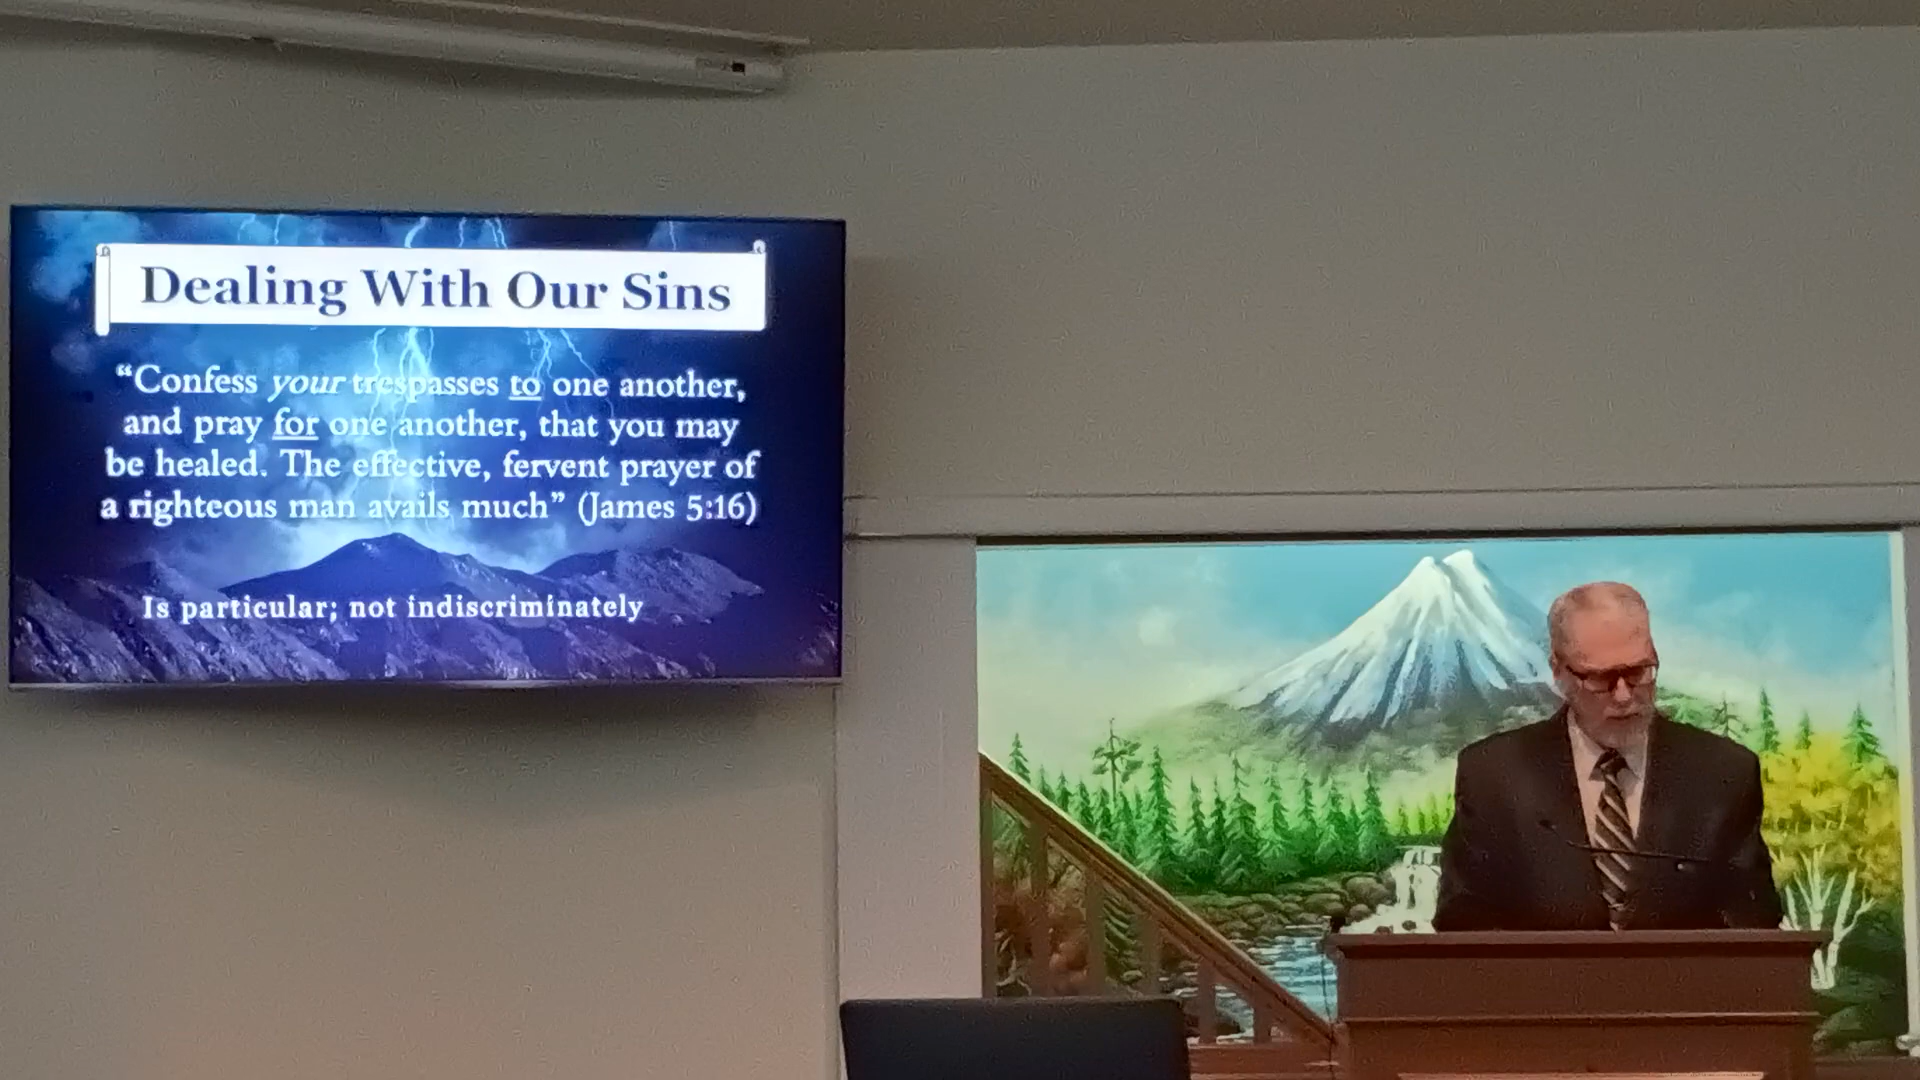 Dealing With Our Sins
“Confess your trespasses to one another,
and pray for one another, that you may
be healed. The effective, fervent prayer of
a righteous man avails much” (James 5:16)
Is particular; not indiscriminately